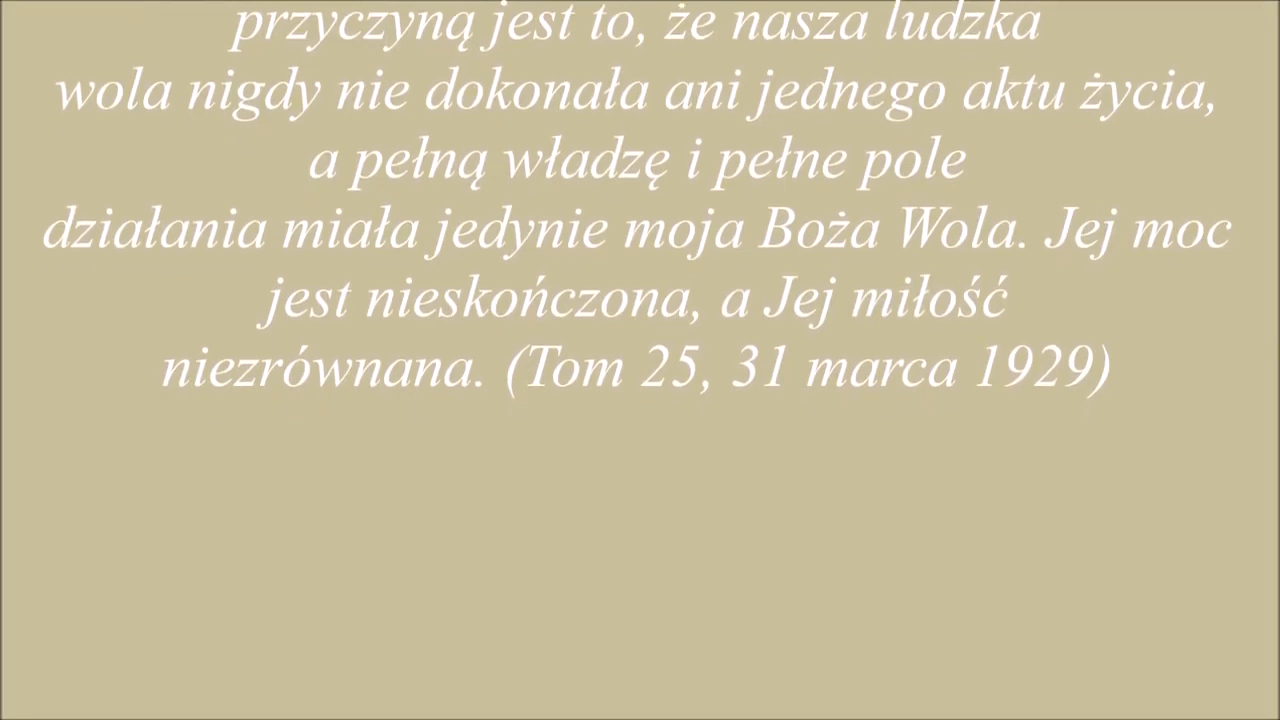 przyczyną jest to, że nasza ludzka
wola nigdy nie dokonała ani jednego aktu życia,
a pełną władzę i pełne pole
działania miała jedynie moja Boża Wola. Jej moc
jest nieskończona, a Jej miłość
niezrównana. (Tom 25, 31 marca 1929)